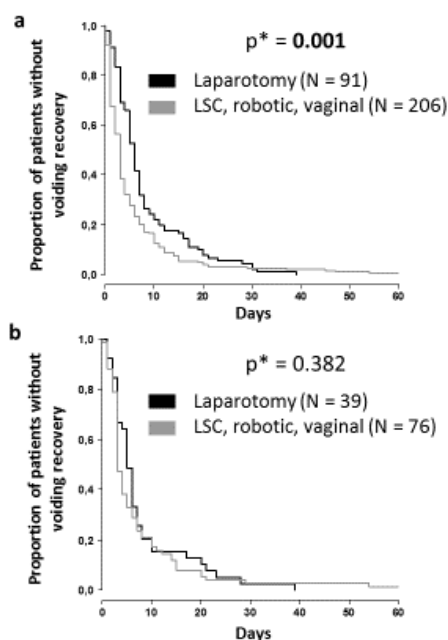 a
p* = 0.001
Laparotomy (N = 91)
LSC, robotic, vaginal (N = 206)
Proportion of patients without
voiding recovery
1,0
0,8
0,6
0,4
0,2
0,0
0 10 20 30 40 50 60
Days
b
p* = 0.382
Laparotomy (N = 39)
LSC, robotic, vaginal (N = 76)
Proportion of patients without
voiding recovery
1,0
0,8
0,6
0,4
0,2
0,0
0 10 20 30 40 50 60
Days